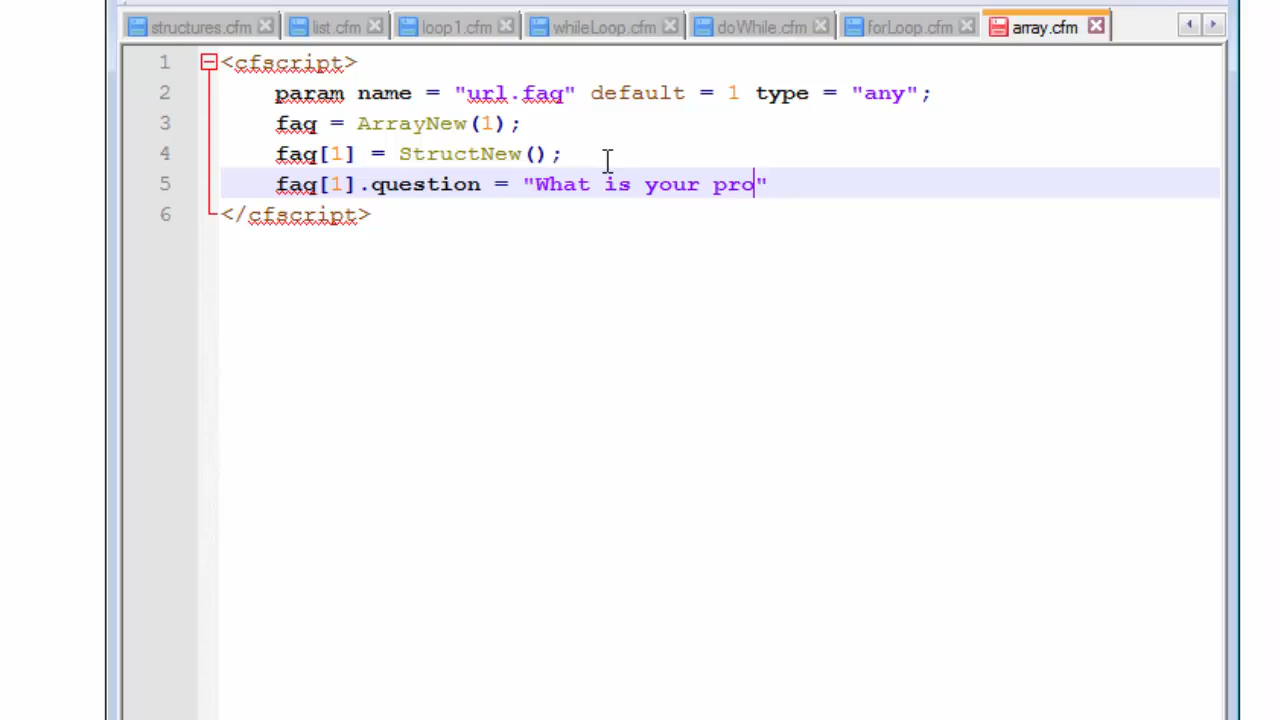 structures.cfm list.cfm loop1.cfm whileLoop.cfm doWhile.cfm forLoop.cfm array.cfm
1 <cfscript>
2 param name = "url.faq" default = 1 type = "any";
3 faq = ArrayNew(1);
4 faq[1] = StructNew();
5 faq[1].question = "What is your pro"
6 </cfscript>